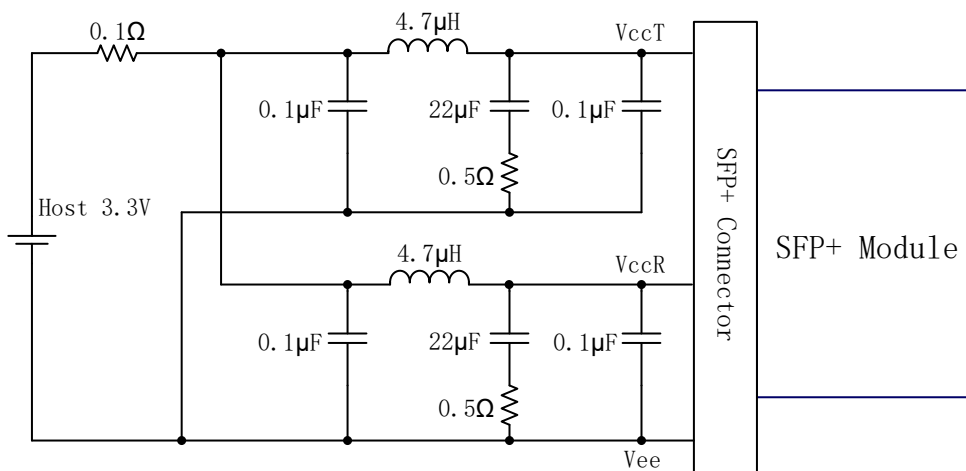 4.7μH
0.1Ω
VccT
0.1μF
22μF
0.1μF
0.5Ω
SFP+ Connector
Host 3.3V
SFP+ Module
4.7μH
VccR
0.1μF
22μF
0.1μF
0.5Ω
Vee